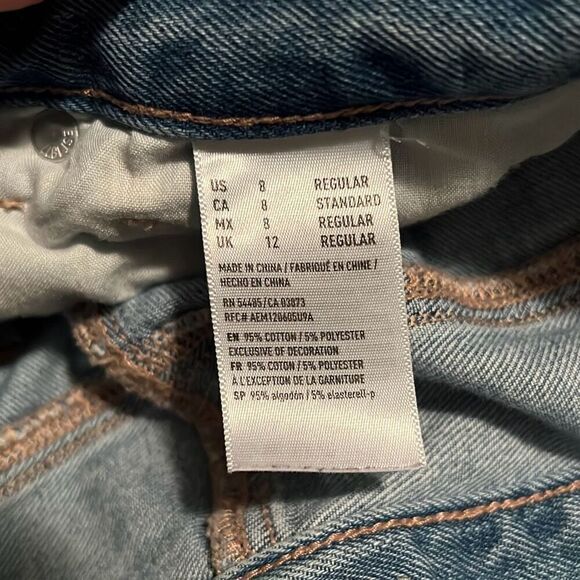 US 8 REGULAR
CA 8 STANDARD
MX 8 REGULAR
UK 12 REGULAR
MADE IN CHINA / FABRIQUÉ EN CHINE /
HECHO EN CHINA
RN 54485/CA 03873
RFC# AEM120605U9A
EN 95% COTTON / 5% POLYESTER
EXCLUSIVE OF DECORATION
FR 95% COTTON / 5% POLYESTER
À L'EXCEPTION DE LA GARNITURE
SP 95% algodón / 5% elasterell-p